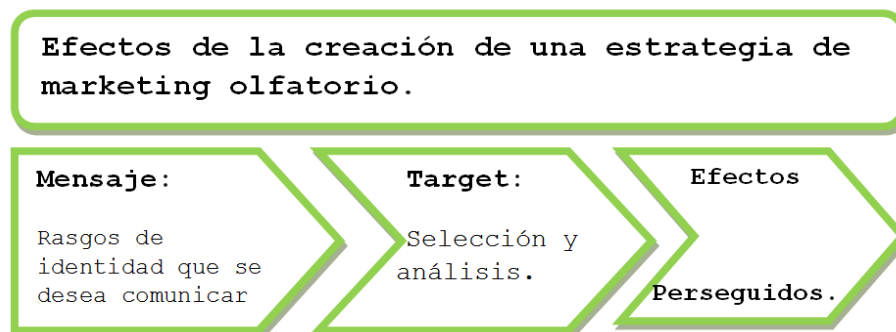 Efectos de la creación de una estrategia de
marketing olfatorio.
Mensaje:
Rasgos de
identidad que se
desea comunicar
Target:
Selección y
análisis.
Efectos
Perseguidos.